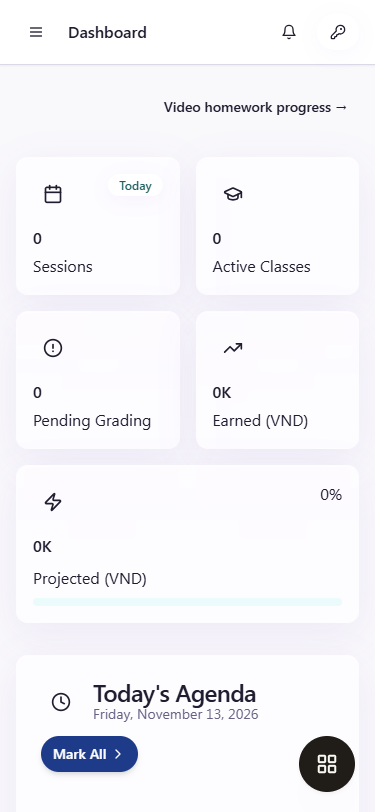 Dashboard
Video homework progress →
Today
0
Sessions
0
Active Classes
0
Pending Grading
0K
Earned (VND)
0%
0K
Projected (VND)
Today's Agenda
Friday, November 13, 2026
Mark All